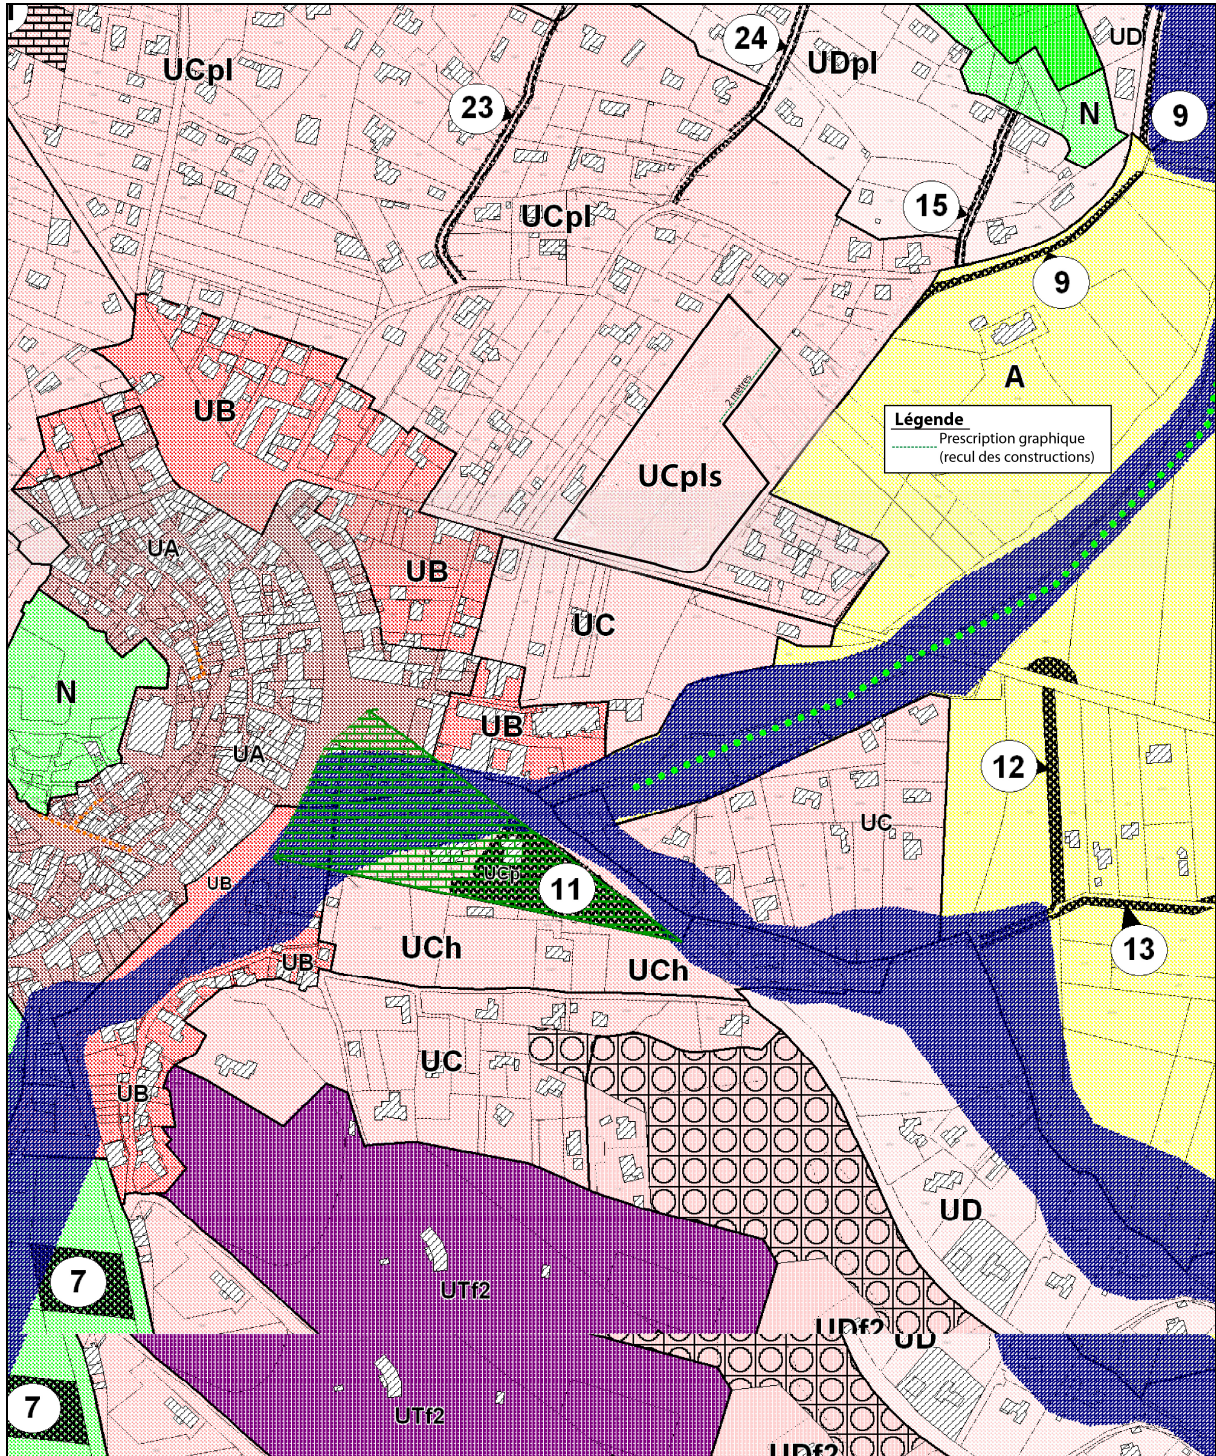 UCpl
24
UDpl
UD
23
N
9
15
UCpl
9
A
Légende
Prescription graphique
(recul des constructions)
2 mètres
UB
UCpls
UA
UB
UC
N
UB
UA
12
UC
UCp
11
UB
UCh
UB
UCh
13
UC
UB
UD
7
UTf2
UDf2
UD
7
UTf2
UDf2